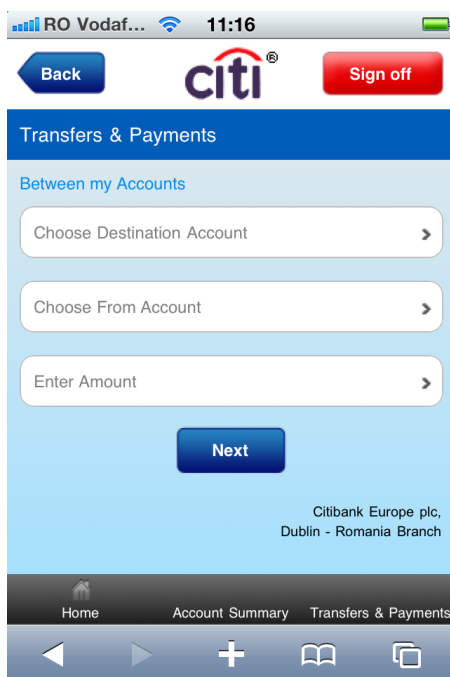 RO Vodaf... 11:16
Back
citi®
Sign off
Transfers & Payments
Between my Accounts
Choose Destination Account
Choose From Account
Enter Amount
Next
Citibank Europe plc,
Dublin - Romania Branch
Home
Account Summary
Transfers & Payments